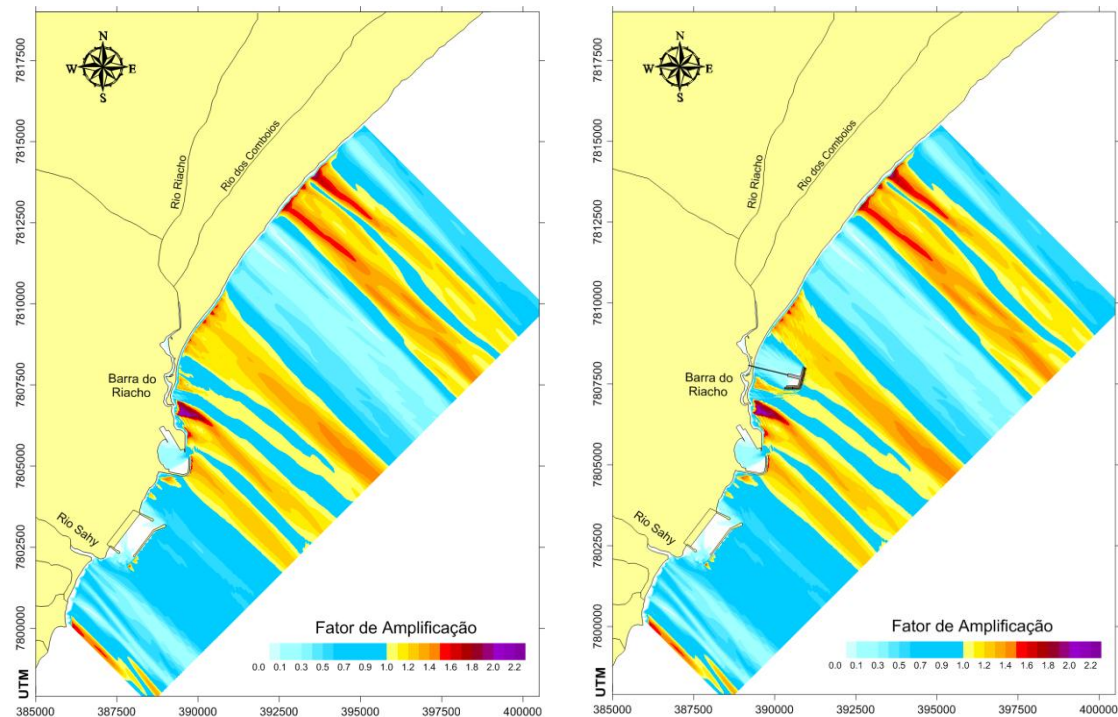 N
W E
S
7817500
7815000
7812500
7810000
7807500
7805000
7802500
7800000
Rio Riacho
Rio dos Comboios
Barra do
Riacho
Rio Sahy
Fator de Amplificação
0.0 0.1 0.3 0.5 0.7 0.9 1.0 1.2 1.4 1.6 1.8 2.0 2.2
UTM
385000 387500 390000 392500 395000 397500 400000
N
W E
S
7817500
7815000
7812500
7810000
7807500
7805000
7802500
7800000
Rio Riacho
Rio dos Comboios
Barra do
Riacho
Rio Sahy
Fator de Amplificação
0.0 0.1 0.3 0.5 0.7 0.9 1.0 1.2 1.4 1.6 1.8 2.0 2.2
UTM
385000 387500 390000 392500 395000 397500 400000